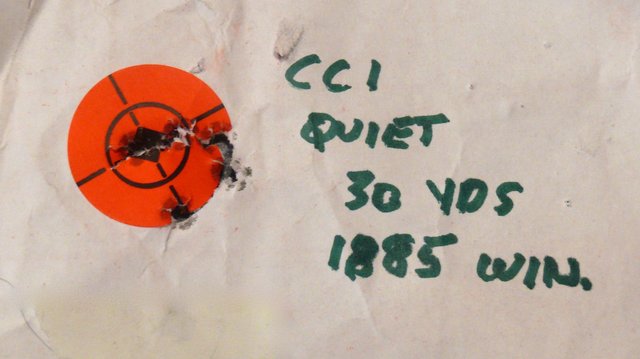 CCI
QUIET
30 YDS
1885 WIN.